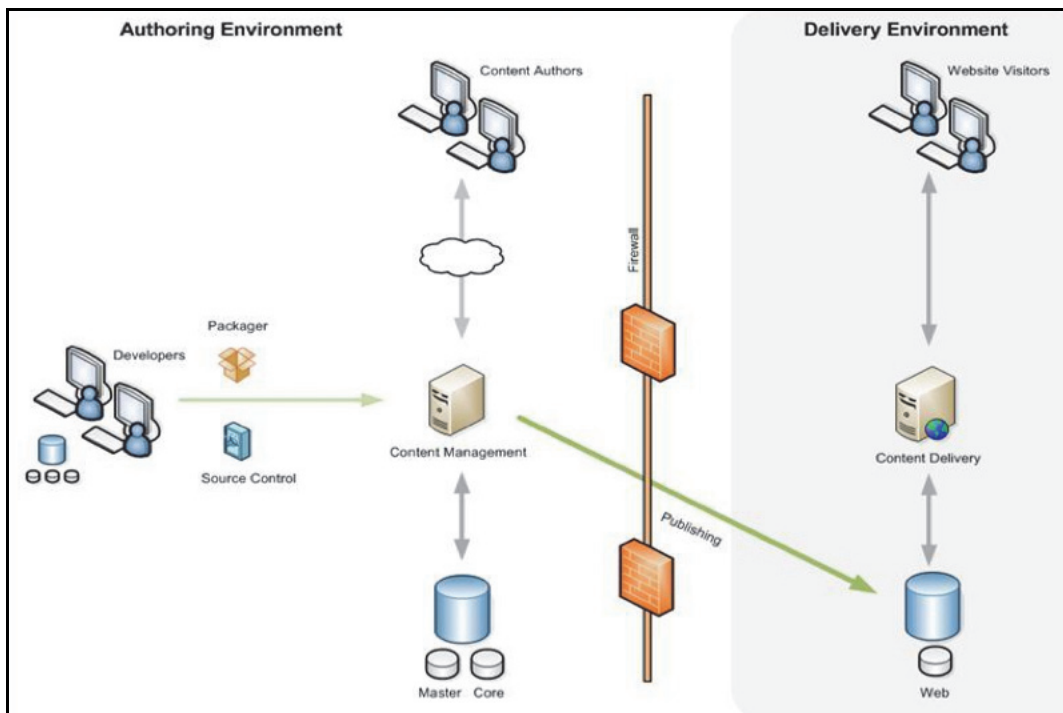 Authoring Environment
Delivery Environment
Content Authors
Website Visitors
Firewall
Packager
Developers
Source Control
Content Management
Content Delivery
Publishing
Master
Core
Web